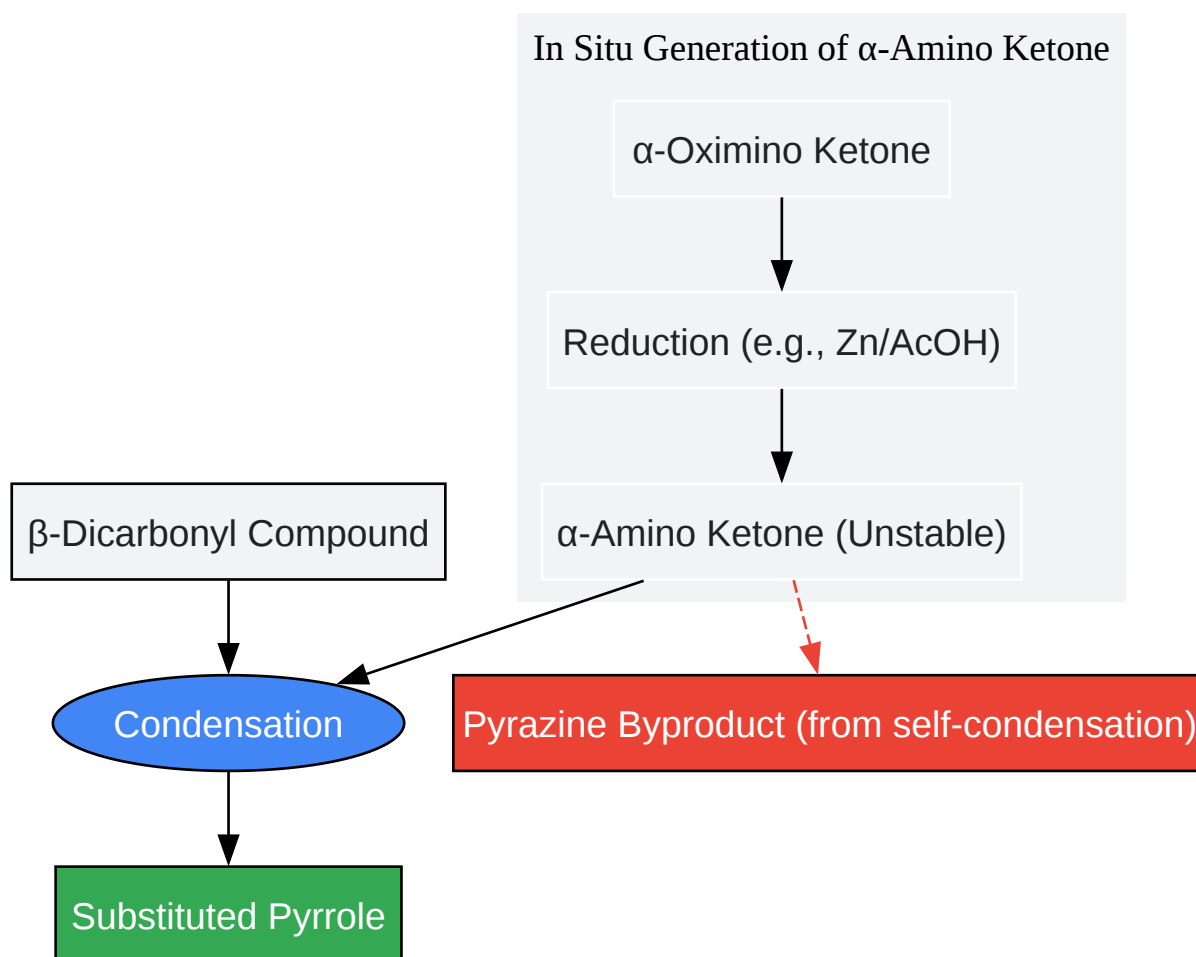 In Situ Generation of α-Amino Ketone
α-Oximino Ketone
Reduction (e.g., Zn/AcOH)
β-Dicarbonyl Compound
α-Amino Ketone (Unstable)
Condensation
Pyrazine Byproduct (from self-condensation)
Substituted Pyrrole